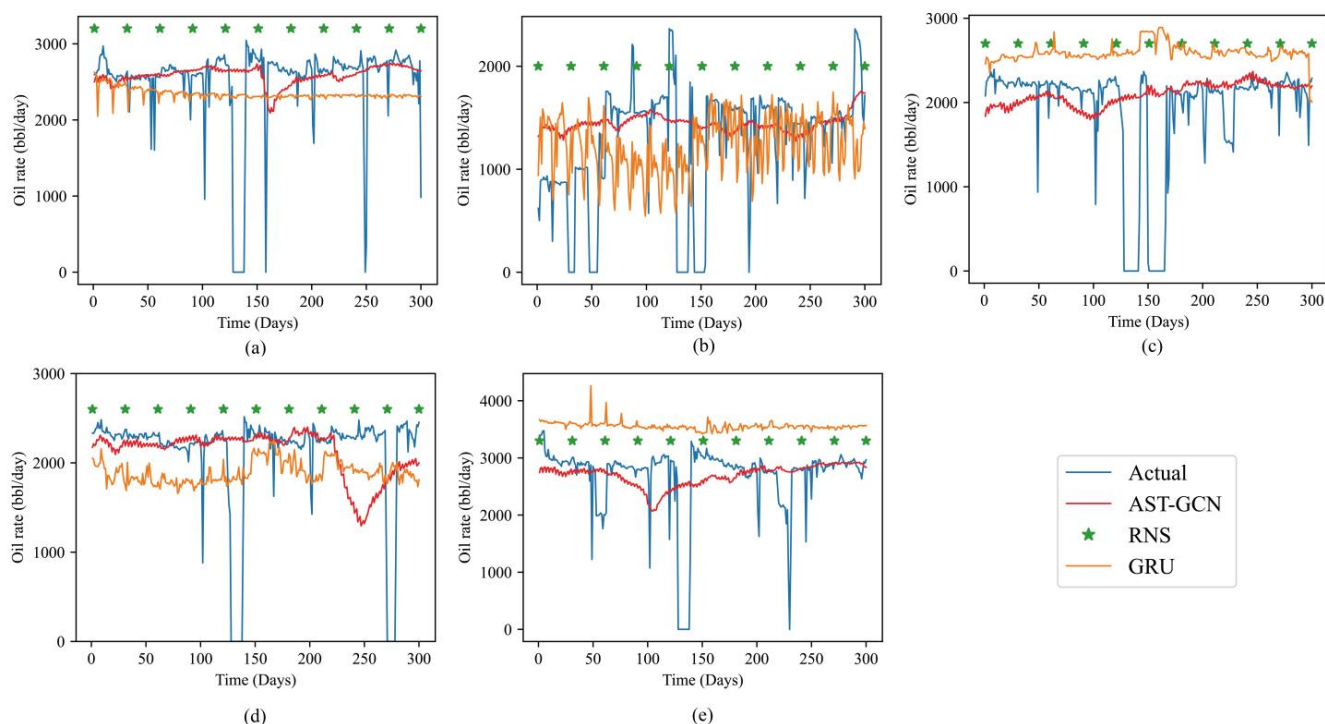 3000
2000
1000
0
Oil rate (bbl/day)
0 50 100 150 200 250 300
Time (Days)
(a)
2000
1000
0
Oil rate (bbl/day)
0 50 100 150 200 250 300
Time (Days)
(b)
3000
2000
1000
0
Oil rate (bbl/day)
0 50 100 150 200 250 300
Time (Days)
(c)
3000
2000
1000
0
Oil rate (bbl/day)
0 50 100 150 200 250 300
Time (Days)
(d)
4000
3000
2000
1000
0
Oil rate (bbl/day)
0 50 100 150 200 250 300
Time (Days)
(e)
Actual
AST-GCN
RNS
GRU